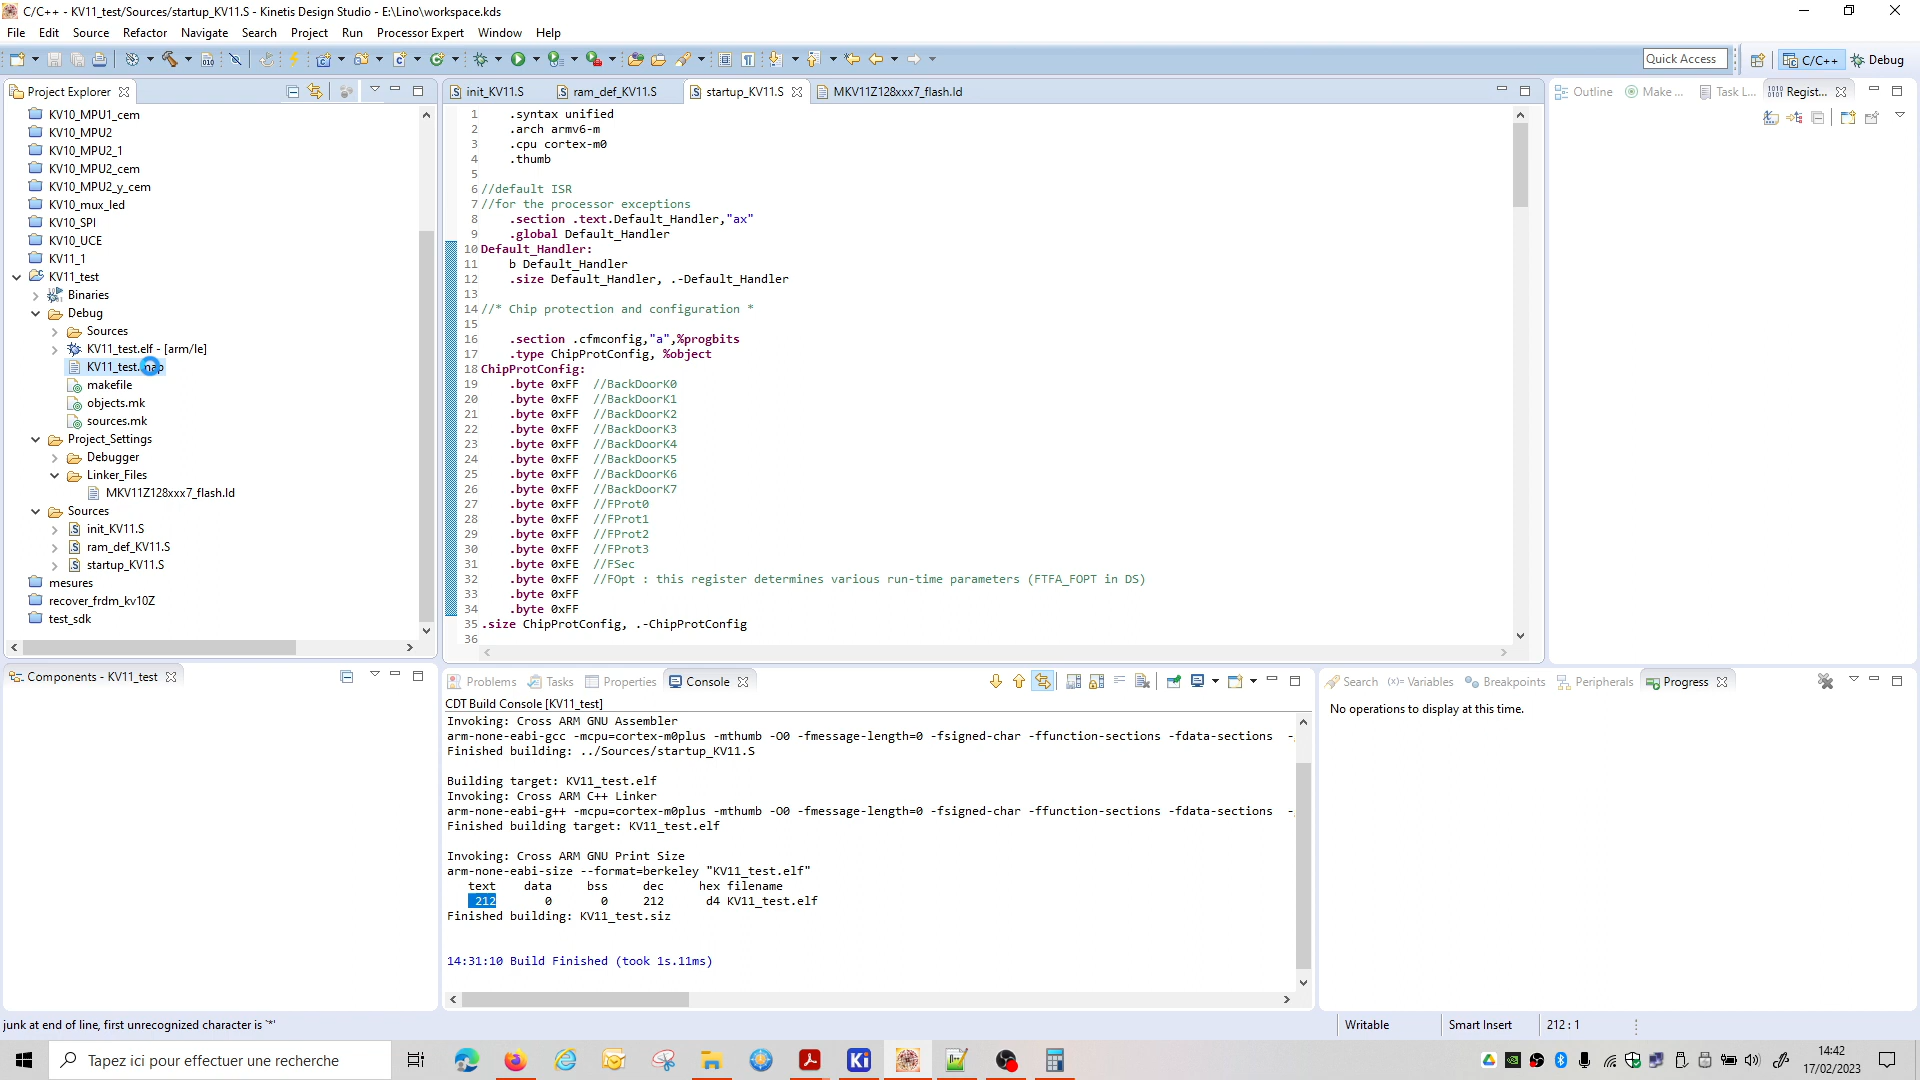 C/C++ - KV11_test/Sources/startup_KV11.S - Kinetis Design Studio - E:\Lino\workspace.kds
File Edit Source Refactor Navigate Search Project Run Processor Expert Window Help
Quick Access C/C++ Debug
Project Explorer
KV10_MPU1_cem
KV10_MPU2
KV10_MPU2_1
KV10_MPU2_cem
KV10_MPU2_y_cem
KV10_mux_led
KV10_SPI
KV10_UCE
KV11_1
KV11_test
Binaries
Debug
Sources
KV11_test.elf - [arm/le]
KV11_test.map
makefile
objects.mk
sources.mk
Project_Settings
Debugger
Linker_Files
MKV11Z128xxx7_flash.ld
Sources
init_KV11.S
ram_def_KV11.S
startup_KV11.S
mesures
recover_frdm_kv10Z
test_sdk
init_KV11.S ram_def_KV11.S startup_KV11.S MKV11Z128xxx7_flash.ld
1 .syntax unified
2 .arch armv6-m
3 .cpu cortex-m0
4 .thumb
5
6 //default ISR
7 //for the processor exceptions
8 .section .text.Default_Handler,"ax"
9 .global Default_Handler
10 Default_Handler:
11 b Default_Handler
12 .size Default_Handler, .-Default_Handler
13
14 //* Chip protection and configuration *
15
16 .section .cfmconfig,"a",%progbits
17 .type ChipProtConfig, %object
18 ChipProtConfig:
19 .byte 0xFF //BackDoorK0
20 .byte 0xFF //BackDoorK1
21 .byte 0xFF //BackDoorK2
22 .byte 0xFF //BackDoorK3
23 .byte 0xFF //BackDoorK4
24 .byte 0xFF //BackDoorK5
25 .byte 0xFF //BackDoorK6
26 .byte 0xFF //BackDoorK7
27 .byte 0xFF //FProt0
28 .byte 0xFF //FProt1
29 .byte 0xFF //FProt2
30 .byte 0xFF //FProt3
31 .byte 0xFE //FSec
32 .byte 0xFF //FOpt : this register determines various run-time parameters (FTFA_FOPT in DS)
33 .byte 0xFF
34 .byte 0xFF
35 .size ChipProtConfig, .-ChipProtConfig
36
Outline Make ... Task L... Regist...
Components - KV11_test
Problems Tasks Properties Console
CDT Build Console [KV11_test]
Invoking: Cross ARM GNU Assembler
arm-none-eabi-gcc -mcpu=cortex-m0plus -mthumb -O0 -fmessage-length=0 -fsigned-char -ffunction-sections -fdata-sections -
Finished building: ../Sources/startup_KV11.S
Building target: KV11_test.elf
Invoking: Cross ARM C++ Linker
arm-none-eabi-g++ -mcpu=cortex-m0plus -mthumb -O0 -fmessage-length=0 -fsigned-char -ffunction-sections -fdata-sections -
Finished building target: KV11_test.elf
Invoking: Cross ARM GNU Print Size
arm-none-eabi-size --format=berkeley "KV11_test.elf"
text data bss dec hex filename
212 0 0 212 d4 KV11_test.elf
Finished building: KV11_test.siz
14:31:10 Build Finished (took 1s.11ms)
Search Variables Breakpoints Peripherals Progress
No operations to display at this time.
junk at end of line, first unrecognized character is `*'
Writable Smart Insert 212 : 1
Tapez ici pour effectuer une recherche
Ki
14:42
17/02/2023